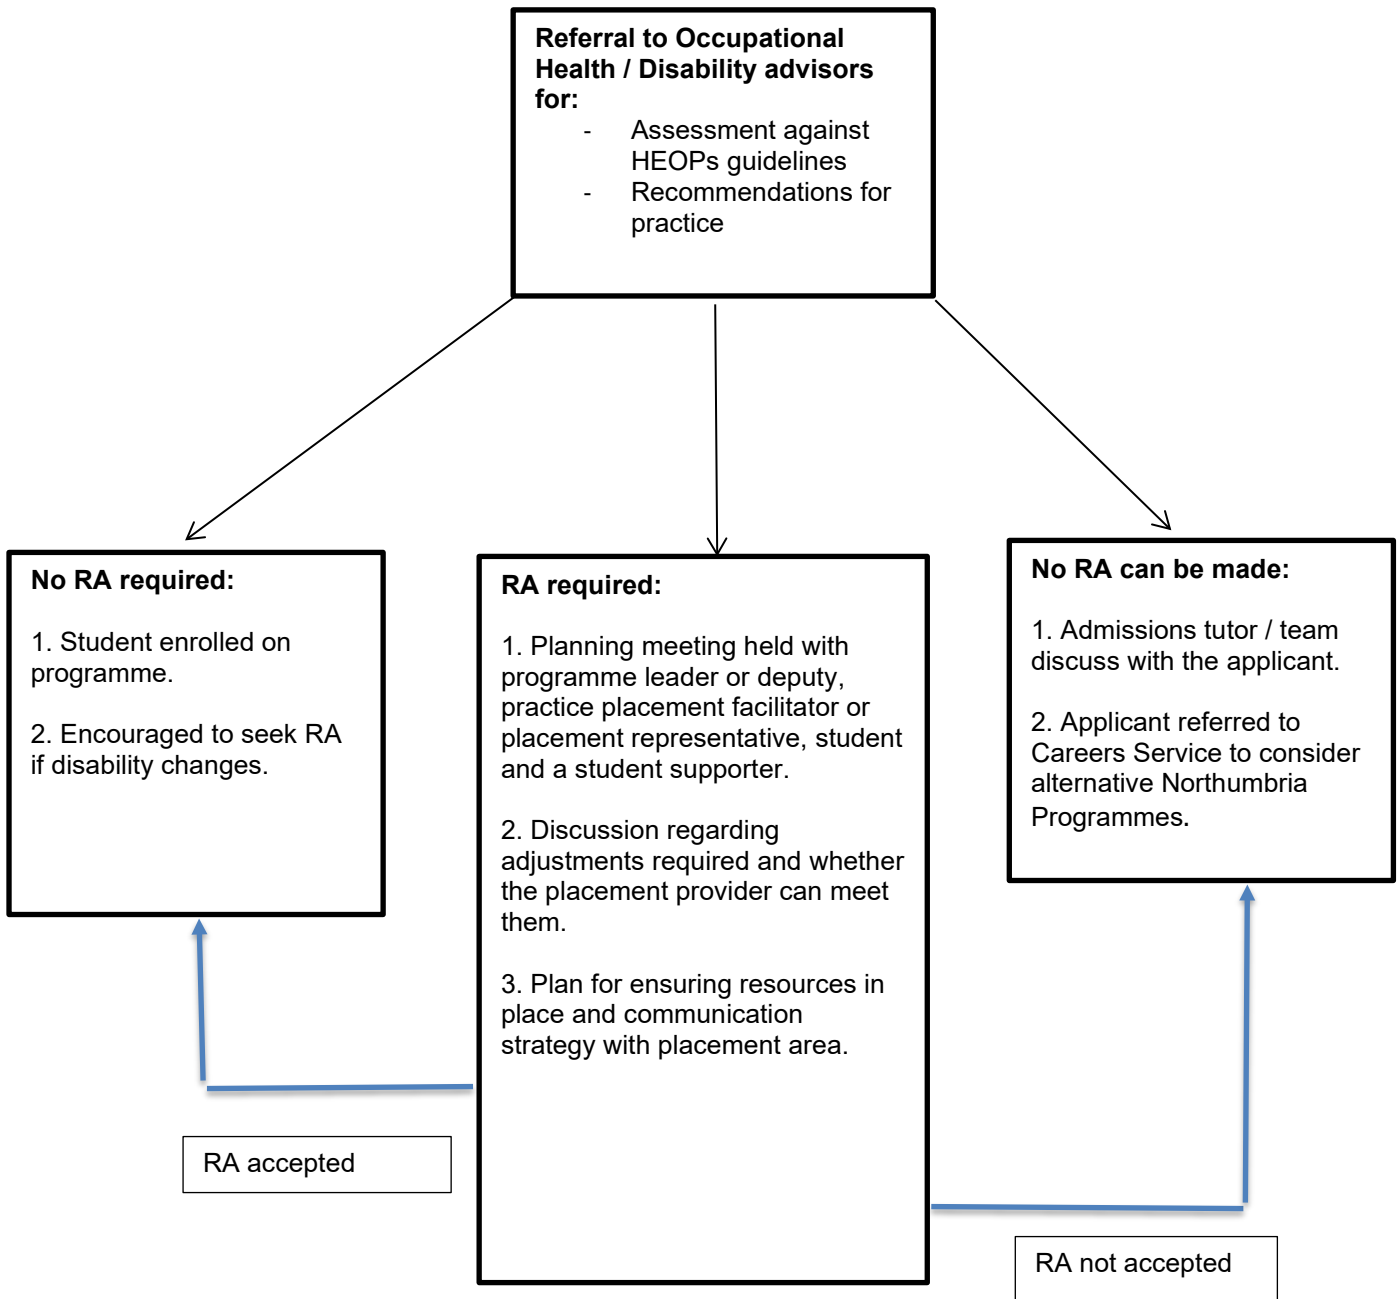 Referral to Occupational
Health / Disability advisors
for:
- Assessment against
HEOPs guidelines
- Recommendations for
practice
No RA required:
1. Student enrolled on
programme.
2. Encouraged to seek RA
if disability changes.
RA required:
1. Planning meeting held with
programme leader or deputy,
practice placement facilitator or
placement representative, student
and a student supporter.
2. Discussion regarding
adjustments required and whether
the placement provider can meet
them.
3. Plan for ensuring resources in
place and communication
strategy with placement area.
No RA can be made:
1. Admissions tutor / team
discuss with the applicant.
2. Applicant referred to
Careers Service to consider
alternative Northumbria
Programmes.
RA accepted
RA not accepted